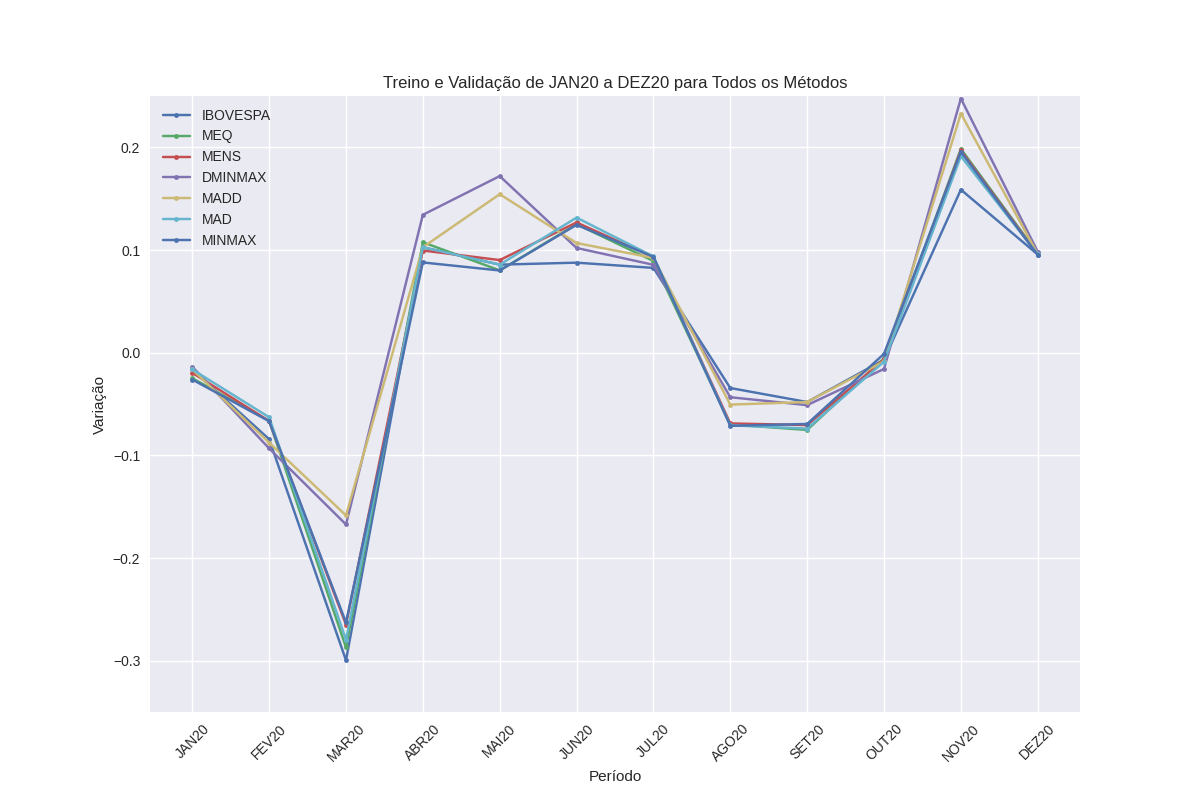 Treino e Validação de JAN20 a DEZ20 para Todos os Métodos
IBOVESPA
MEQ
MENS
DMINMAX
MADD
MAD
MINMAX
0.2
0.1
0.0
−0.1
−0.2
−0.3
Variação
JAN20
FEV20
MAR20
ABR20
MAI20
JUN20
JUL20
AGO20
SET20
OUT20
NOV20
DEZ20
Período